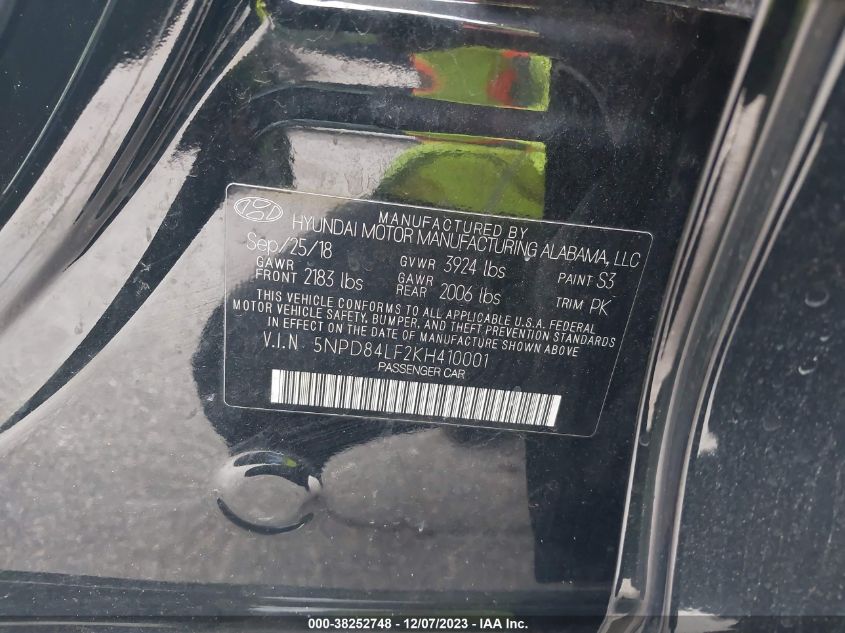 MANUFACTURED BY
HYUNDAI MOTOR MANUFACTURING ALABAMA, LLC
Sep/25/18
GVWR 3924 lbs
PAINT S3
GAWR FRONT 2183 lbs
GAWR REAR 2006 lbs
TRIM PK
THIS VEHICLE CONFORMS TO ALL APPLICABLE U.S.A. FEDERAL
MOTOR VEHICLE SAFETY, BUMPER, AND THEFT PREVENTION STANDARDS
IN EFFECT ON THE DATE OF MANUFACTURE SHOWN ABOVE
V.I.N 5NPD84LF2KH410001
PASSENGER CAR
000-38252748 - 12/07/2023 - IAA Inc.